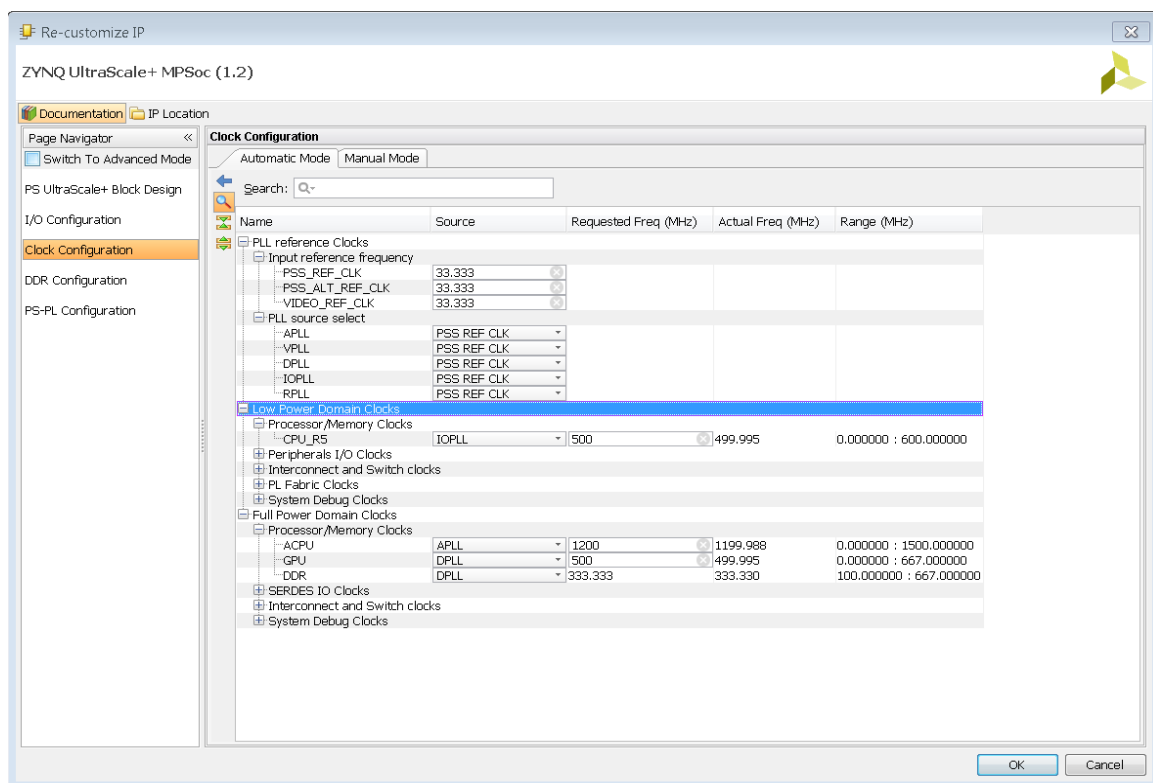 Re-customize IP
ZYNQ UltraScale+ MPSoc (1.2)
Documentation IP Location
Page Navigator «
Switch To Advanced Mode
PS UltraScale+ Block Design
I/O Configuration
Clock Configuration
DDR Configuration
PS-PL Configuration
Clock Configuration
Automatic Mode Manual Mode
Search:
Name Source Requested Freq (MHz) Actual Freq (MHz) Range (MHz)
PLL reference Clocks
Input reference frequency
PSS_REF_CLK 33.333
PSS_ALT_REF_CLK 33.333
VIDEO_REF_CLK 33.333
PLL source select
APLL PSS REF CLK
VPLL PSS REF CLK
DPLL PSS REF CLK
IOPLL PSS REF CLK
RPLL PSS REF CLK
Low Power Domain Clocks
Processor/Memory Clocks
CPU_R5 IOPLL 500 499.995 0.000000 : 600.000000
Peripherals I/O Clocks
Interconnect and Switch clocks
PL Fabric Clocks
System Debug Clocks
Full Power Domain Clocks
Processor/Memory Clocks
ACPU APLL 1200 1199.988 0.000000 : 1500.000000
GPU DPLL 500 499.995 0.000000 : 667.000000
DDR DPLL 333.333 333.330 100.000000 : 667.000000
SERDES IO Clocks
Interconnect and Switch clocks
System Debug Clocks
OK Cancel